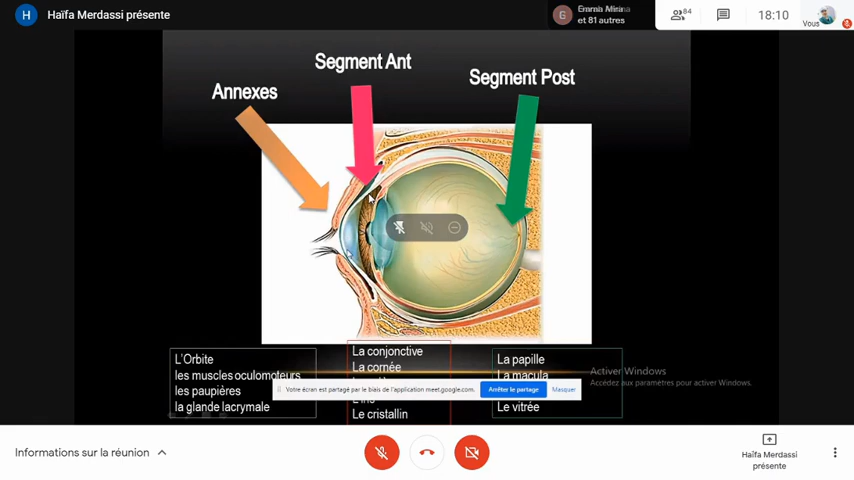 H Haïfa Merdassi présente
G
et 81 autres
84
18:10
Vous
Segment Ant
Segment Post
Annexes
L'Orbite
les muscles oculomoteurs
les paupières
la glande lacrymale
La conjonctive
La cornée
Le cristallin
La papille
La macula
Le vitrée
Activer Windows
Accédez aux paramètres pour activer Windows.
Votre écran est partagé par le biais de l'application meet.google.com.
Arrêter le partage
Masquer
Informations sur la réunion
Haïfa Merdassi
présente